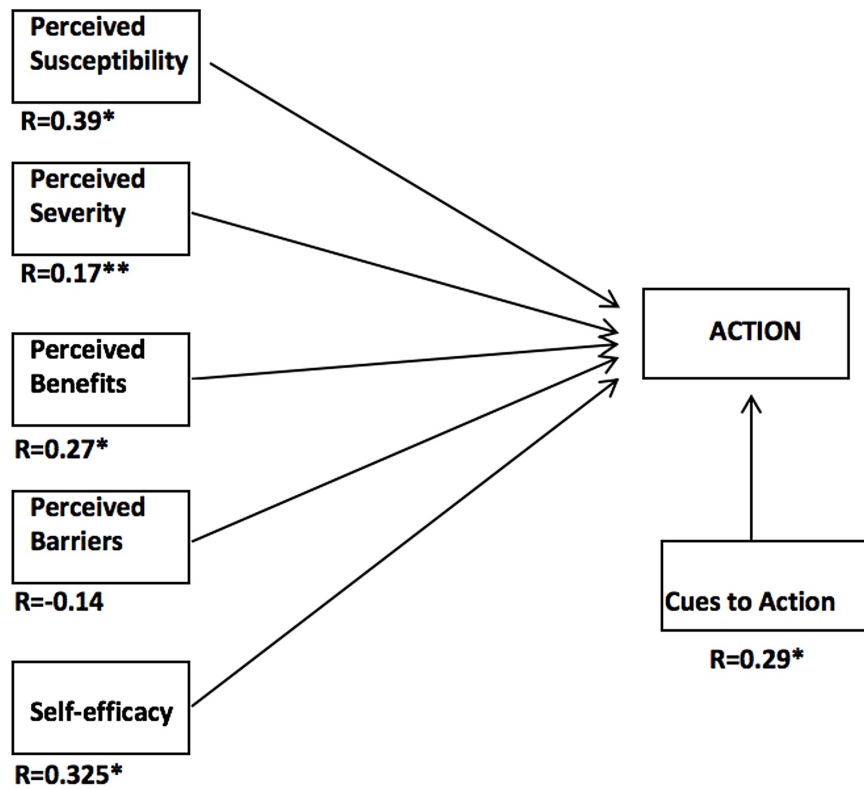 Perceived
Susceptibility
R=0.39*
Perceived
Severity
R=0.17**
Perceived
Benefits
R=0.27*
Perceived
Barriers
R=-0.14
Self-efficacy
R=0.325*
ACTION
Cues to Action
R=0.29*